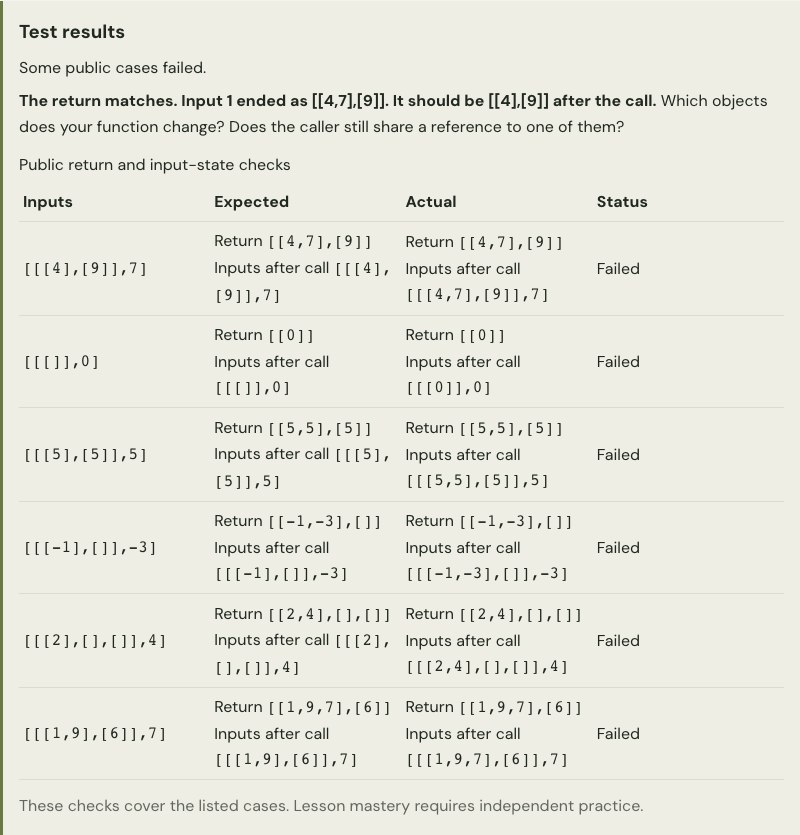 Test results
Some public cases failed.
The return matches. Input 1 ended as [[4,7],[9]]. It should be [[4],[9]] after the call. Which objects
does your function change? Does the caller still share a reference to one of them?
Public return and input-state checks
Inputs Expected Actual Status
[[[4],[9]],7] Return [[4,7],[9]] Return [[4,7],[9]] Failed
Inputs after call [[[4], Inputs after call
[9]],7] [[[4,7],[9]],7]
[[[]],0] Return [[0]] Return [[0]] Failed
Inputs after call Inputs after call
[[[]],0] [[[0]],0]
[[[5],[5]],5] Return [[5,5],[5]] Return [[5,5],[5]] Failed
Inputs after call [[[5], Inputs after call
[5]],5] [[[5,5],[5]],5]
[[[-1],[]],-3] Return [[-1,-3],[]] Return [[-1,-3],[]] Failed
Inputs after call Inputs after call
[[[-1],[]],-3] [[[-1,-3],[]],-3]
[[[2],[],[]],4] Return [[2,4],[],[]] Return [[2,4],[],[]] Failed
Inputs after call [[[2], Inputs after call
[],[]],4] [[[2,4],[],[]],4]
[[[1,9],[6]],7] Return [[1,9,7],[6]] Return [[1,9,7],[6]] Failed
Inputs after call Inputs after call
[[[1,9],[6]],7] [[[1,9,7],[6]],7]
These checks cover the listed cases. Lesson mastery requires independent practice.